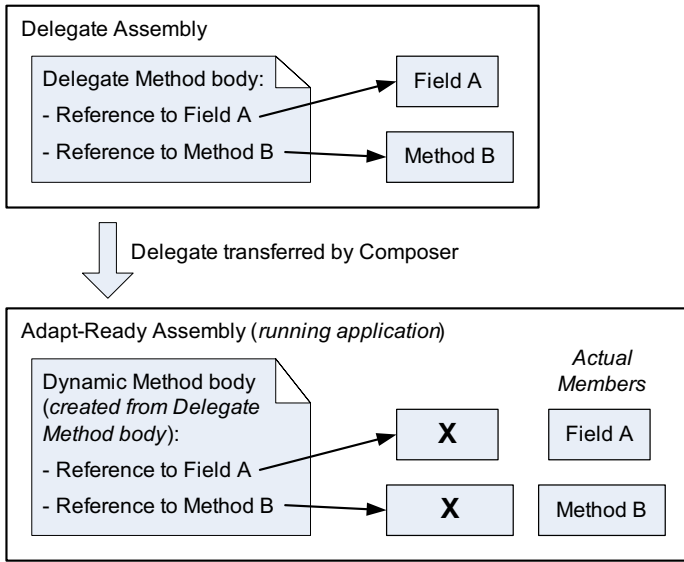 Delegate Assembly
Delegate Method body:
- Reference to Field A
- Reference to Method B
Field A
Method B
Delegate transferred by Composer
Adapt-Ready Assembly (running application)
Dynamic Method body
(created from Delegate
Method body):
- Reference to Field A
- Reference to Method B
X
X
Actual
Members
Field A
Method B